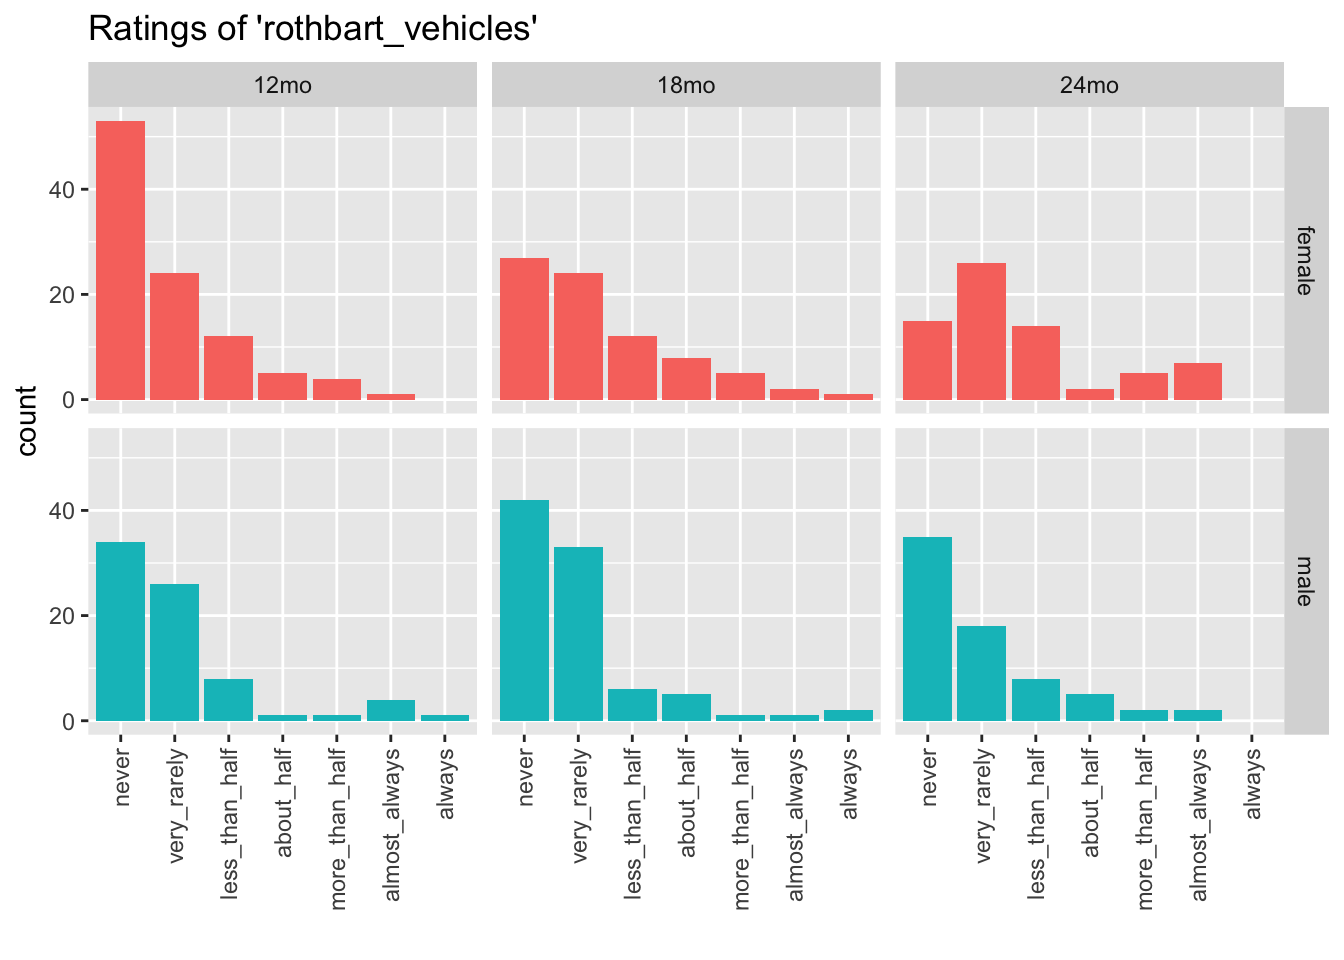 Ratings of 'rothbart_vehicles'
12mo 18mo 24mo
count
40
20
0
female
40
20
0
male
never very_rarely less_than_half about_half more_than_half almost_always always
never very_rarely less_than_half about_half more_than_half almost_always always
never very_rarely less_than_half about_half more_than_half almost_always always